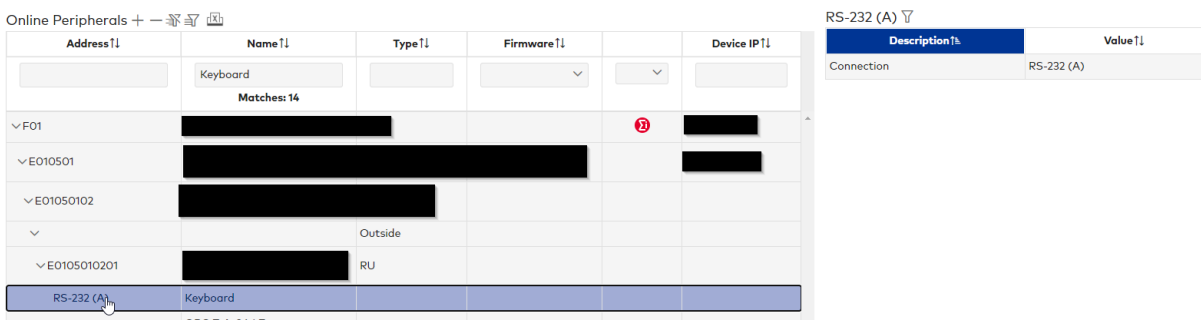 Online Peripherals
RS-232 (A)
Address Name Type Firmware Device IP
Description Value
Keyboard
Connection RS-232 (A)
Matches: 14
F01
E010501
E01050102
Outside
E0105010201 RU
RS-232 (A) Keyboard